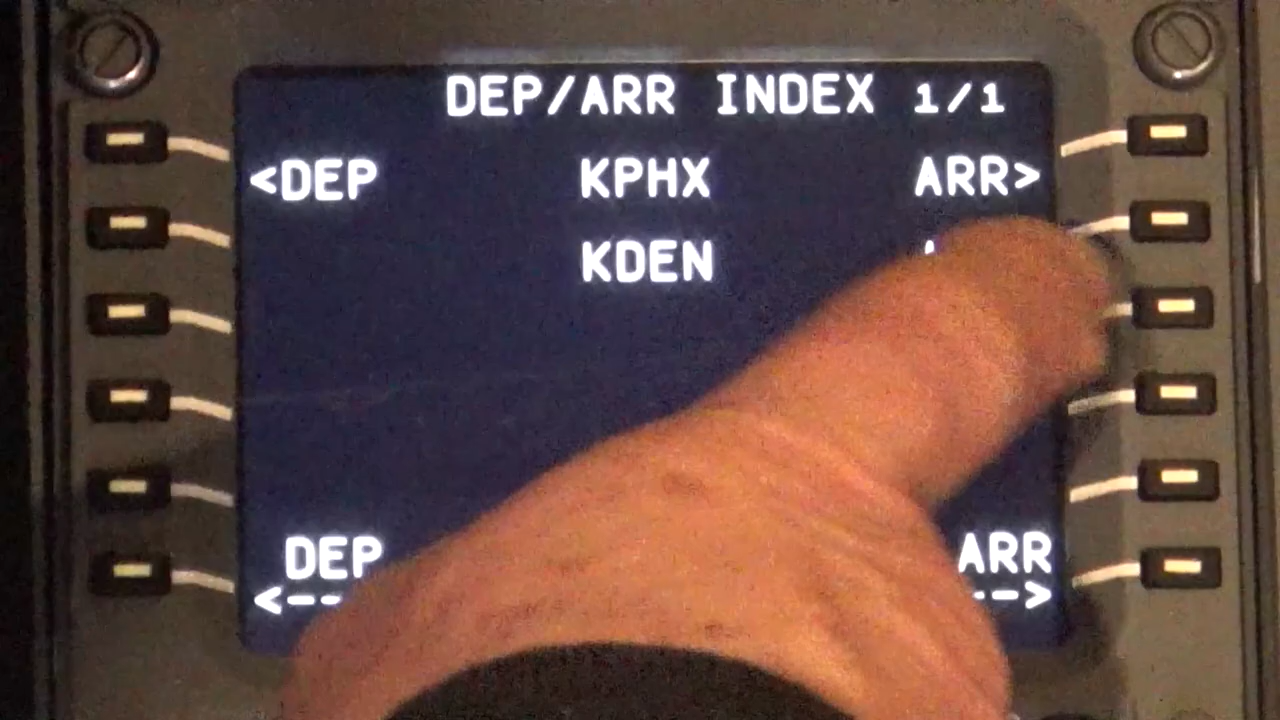 DEP/ARR INDEX 1/1
<DEP KPHX ARR>
KDEN
DEP ARR
<-- -->